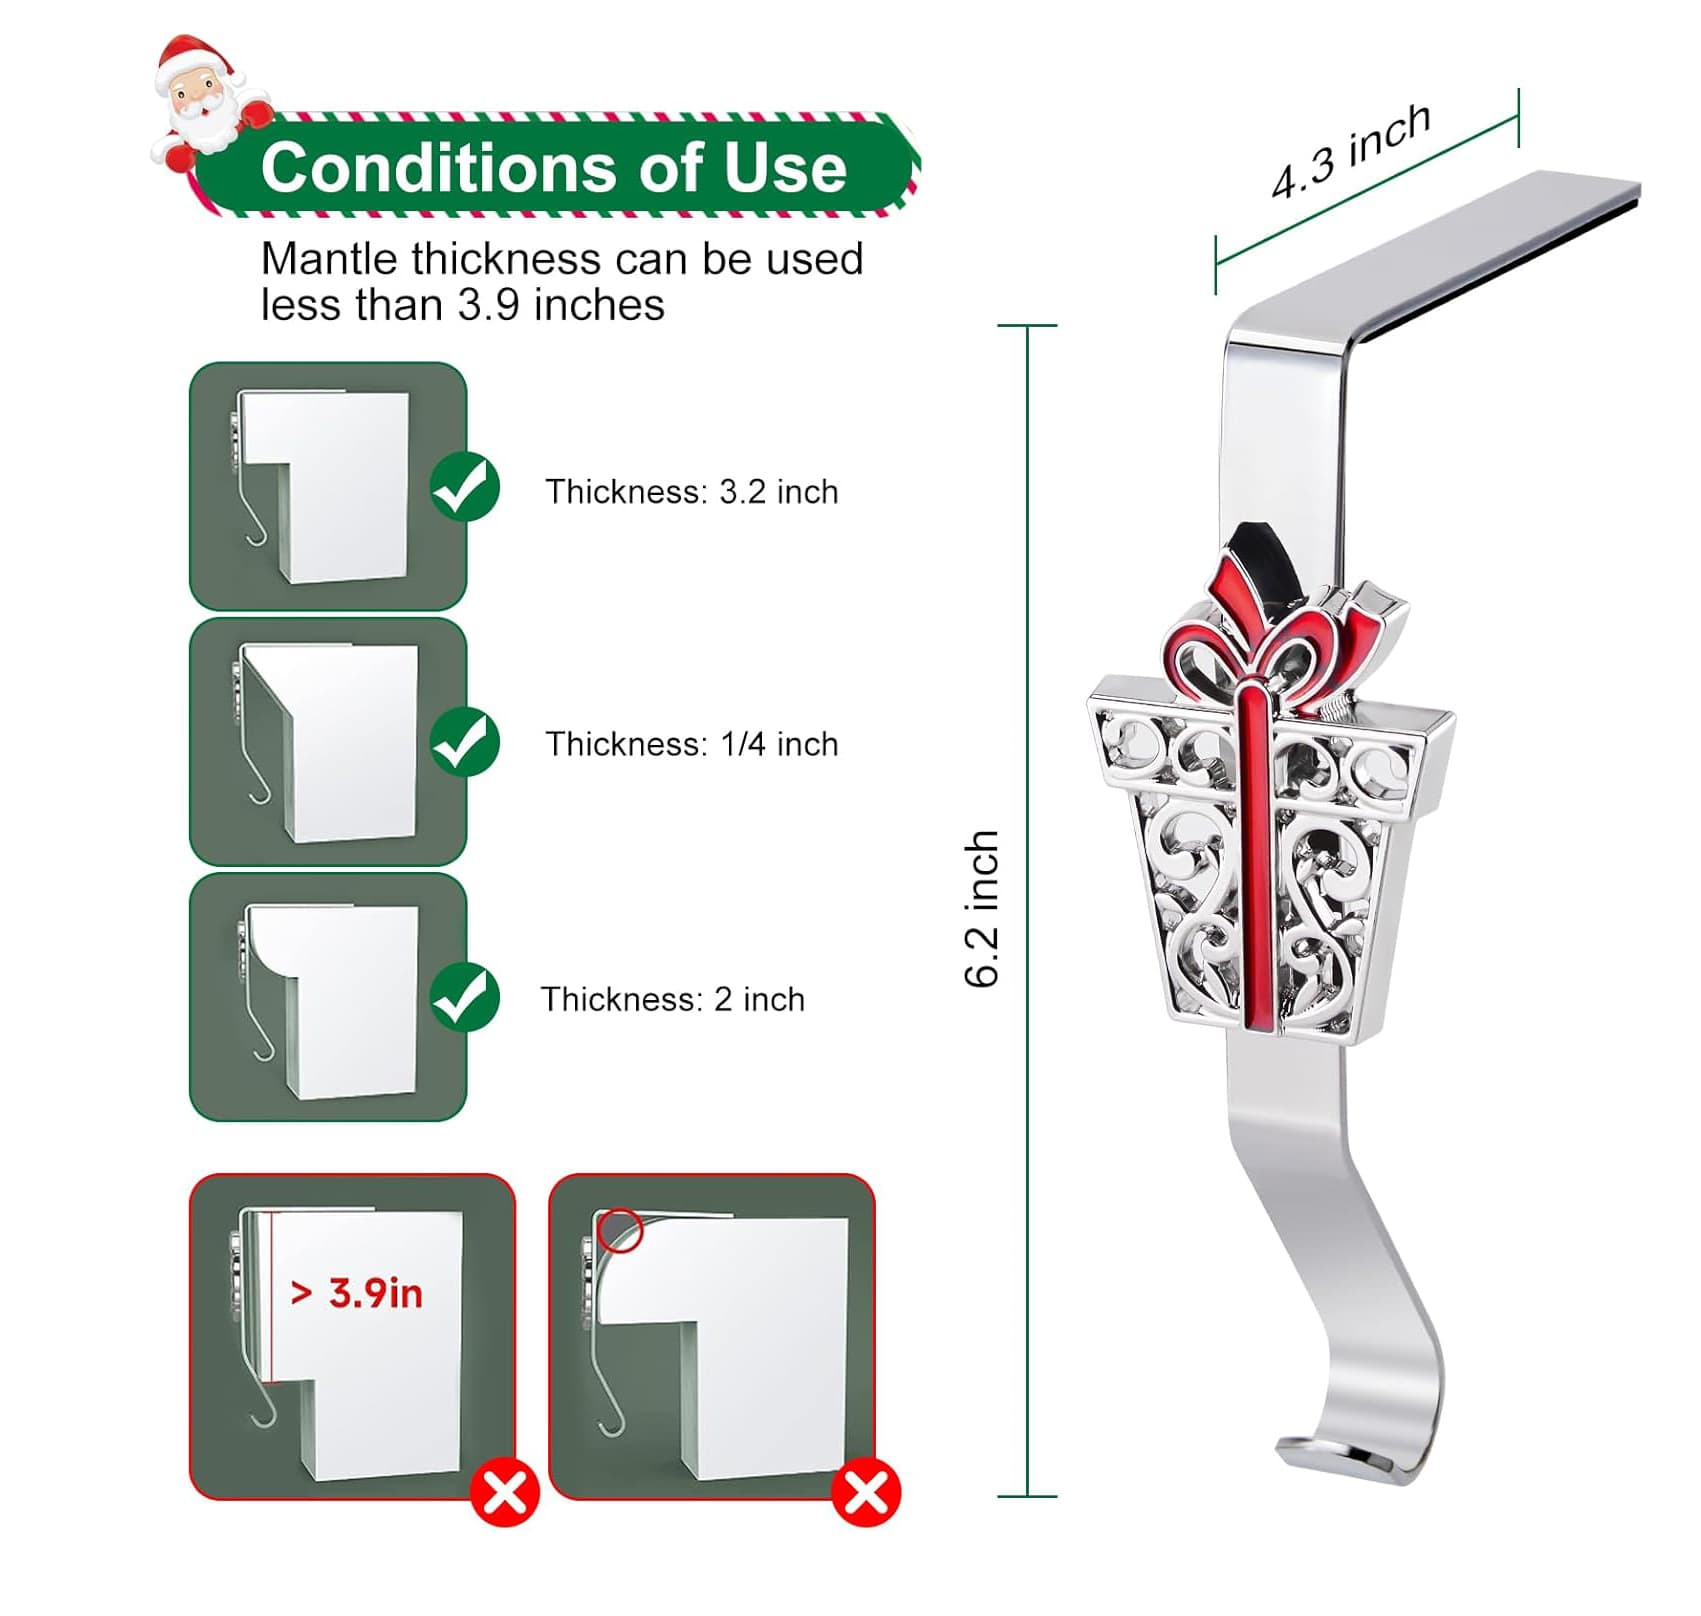 Conditions of Use
Mantle thickness can be used
less than 3.9 inches
Thickness: 3.2 inch
Thickness: 1/4 inch
Thickness: 2 inch
> 3.9in
4.3 inch
6.2 inch